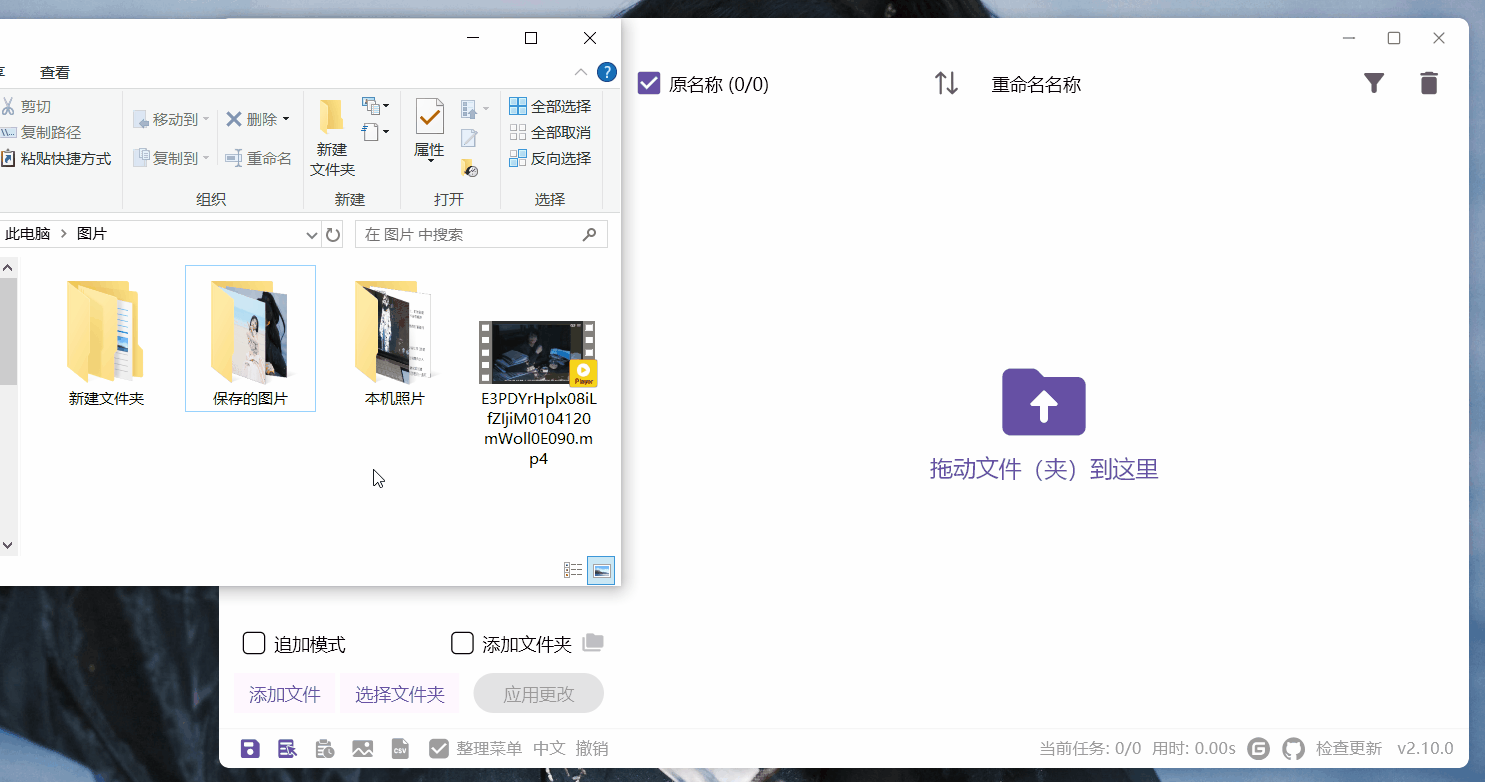 享
查看
剪切
复制路径
粘贴快捷方式
移动到
复制到
删除
重命名
组织
新建
文件夹
新建
属性
打开
全部选择
全部取消
反向选择
选择
此电脑 > 图片
在 图片 中搜索
新建文件夹
保存的图片
本机照片
Player
E3PDYrHplx08iL
fZljiM0104120
mWoll0E090.m
p4
原名称 (0/0)
重命名名称
拖动文件（夹）到这里
追加模式
添加文件夹
添加文件
选择文件夹
应用更改
CSV
整理菜单
中文
撤销
当前任务: 0/0
用时: 0.00s
检查更新
v2.10.0